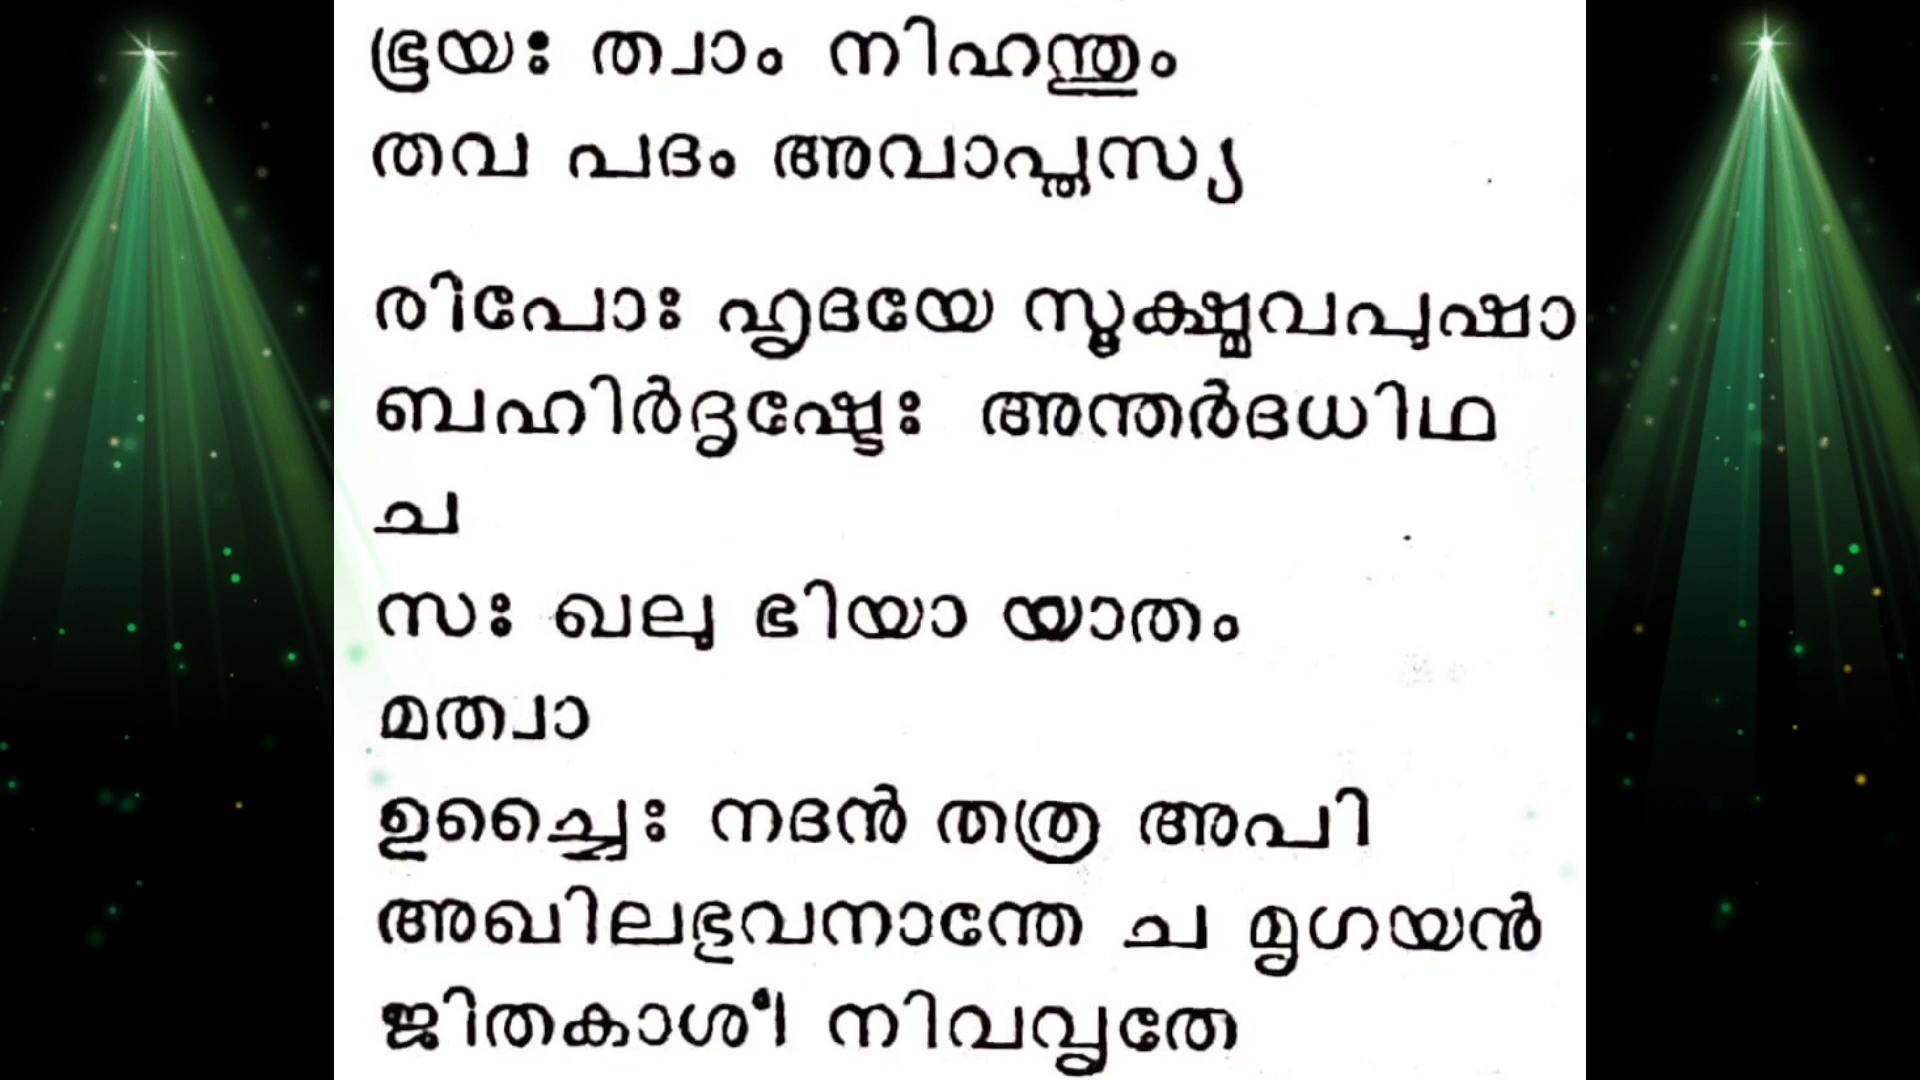 ഭൂയഃ ത്വാം നിഹന്തും
തവ പദം അവാപ്തസ്യ
രിപോഃ ഹൃദയേ സൂക്ഷ്മവപുഷാ
ബഹിർദൃഷ്ടേഃ അന്തർദധിഥ
ച
സഃ ഖലു ഭിയാ യാതം
മത്വാ
ഉച്ചൈഃ നദൻ തത്ര അപി
അഖിലഭുവനാന്തേ ച മൃഗയൻ
ജിതകാശീ നിവവൃതേ